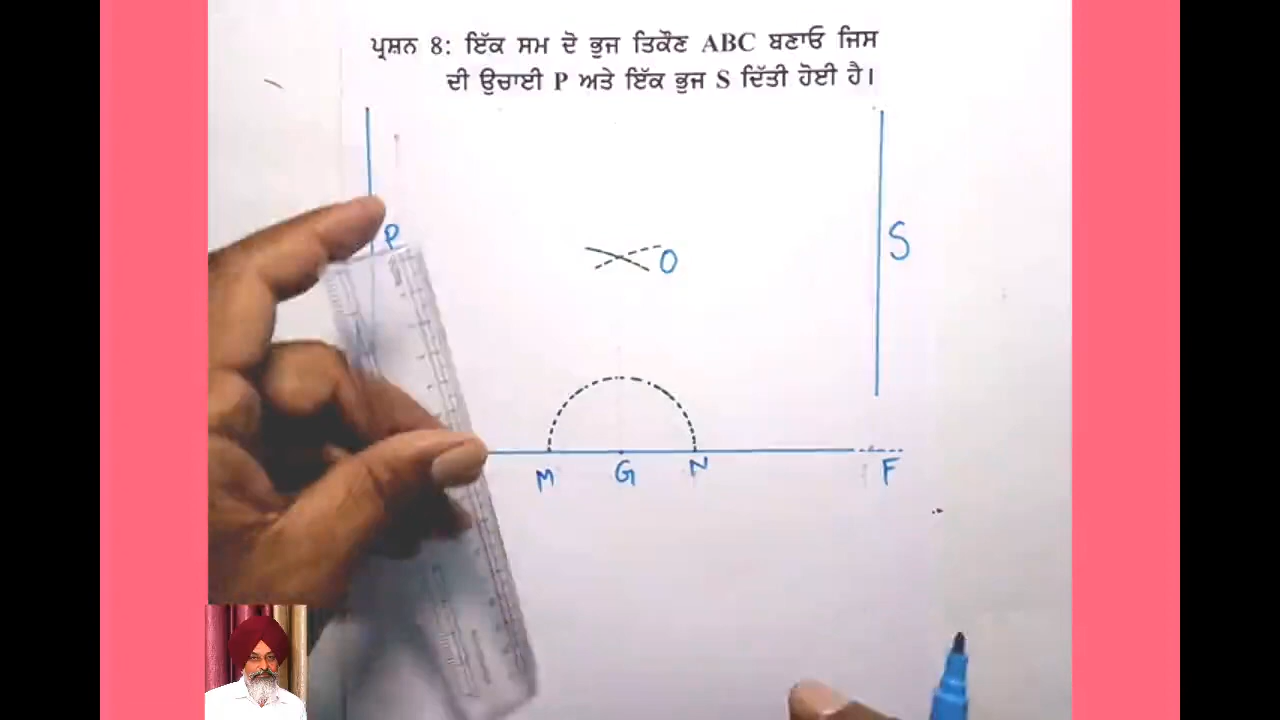 ਪ੍ਰਸ਼ਨ 8: ਇੱਕ ਸਮ ਦੋ ਭੁਜ ਤਿਕੌਣ ABC ਬਣਾਓ ਜਿਸ
ਦੀ ਉਚਾਈ P ਅਤੇ ਇੱਕ ਭੁਜ S ਦਿੱਤੀ ਹੋਈ ਹੈ।
P
S
O
M G N F